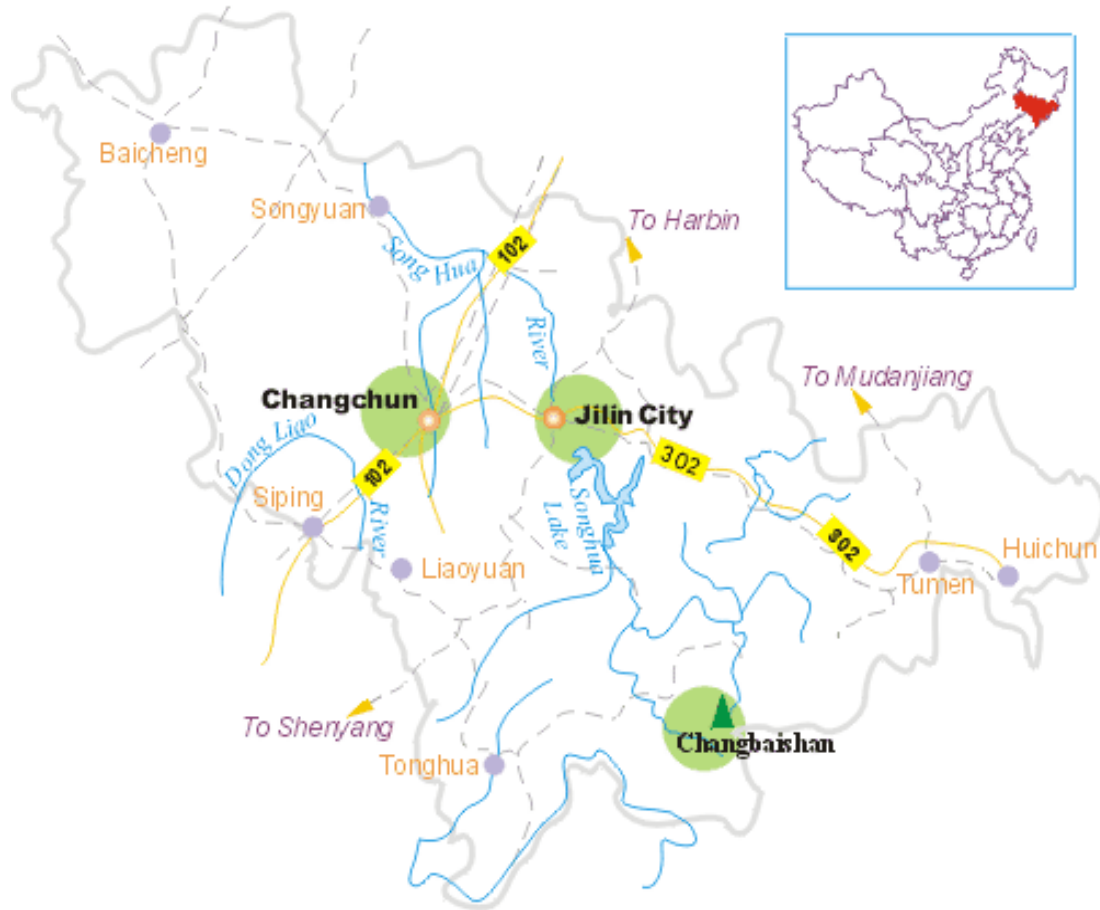 Baicheng
Songyuan
To Harbin
102
Song Hua
River
To Mudanjiang
Changchun
Jilin City
302
Dong Liao
River
102
Siping
Songhua
Lake
302
Huichun
Liaoyuan
Tumen
To Shenyang
Changbaishan
Tonghua